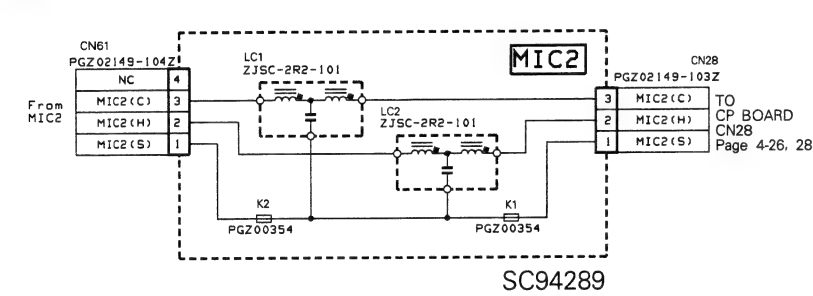 CN61
PGZ02149-104Z
NC 4
MIC2(C) 3
MIC2(H) 2
MIC2(S) 1
From
MIC2
LC1
ZJSC-2R2-101
MIC2
LC2
ZJSC-2R2-101
K2
PGZ00354
K1
PGZ00354
CN28
PGZ02149-103Z
3 MIC2(C)
2 MIC2(H)
1 MIC2(S)
TO
CP BOARD
CN28
Page 4-26, 28
SC94289